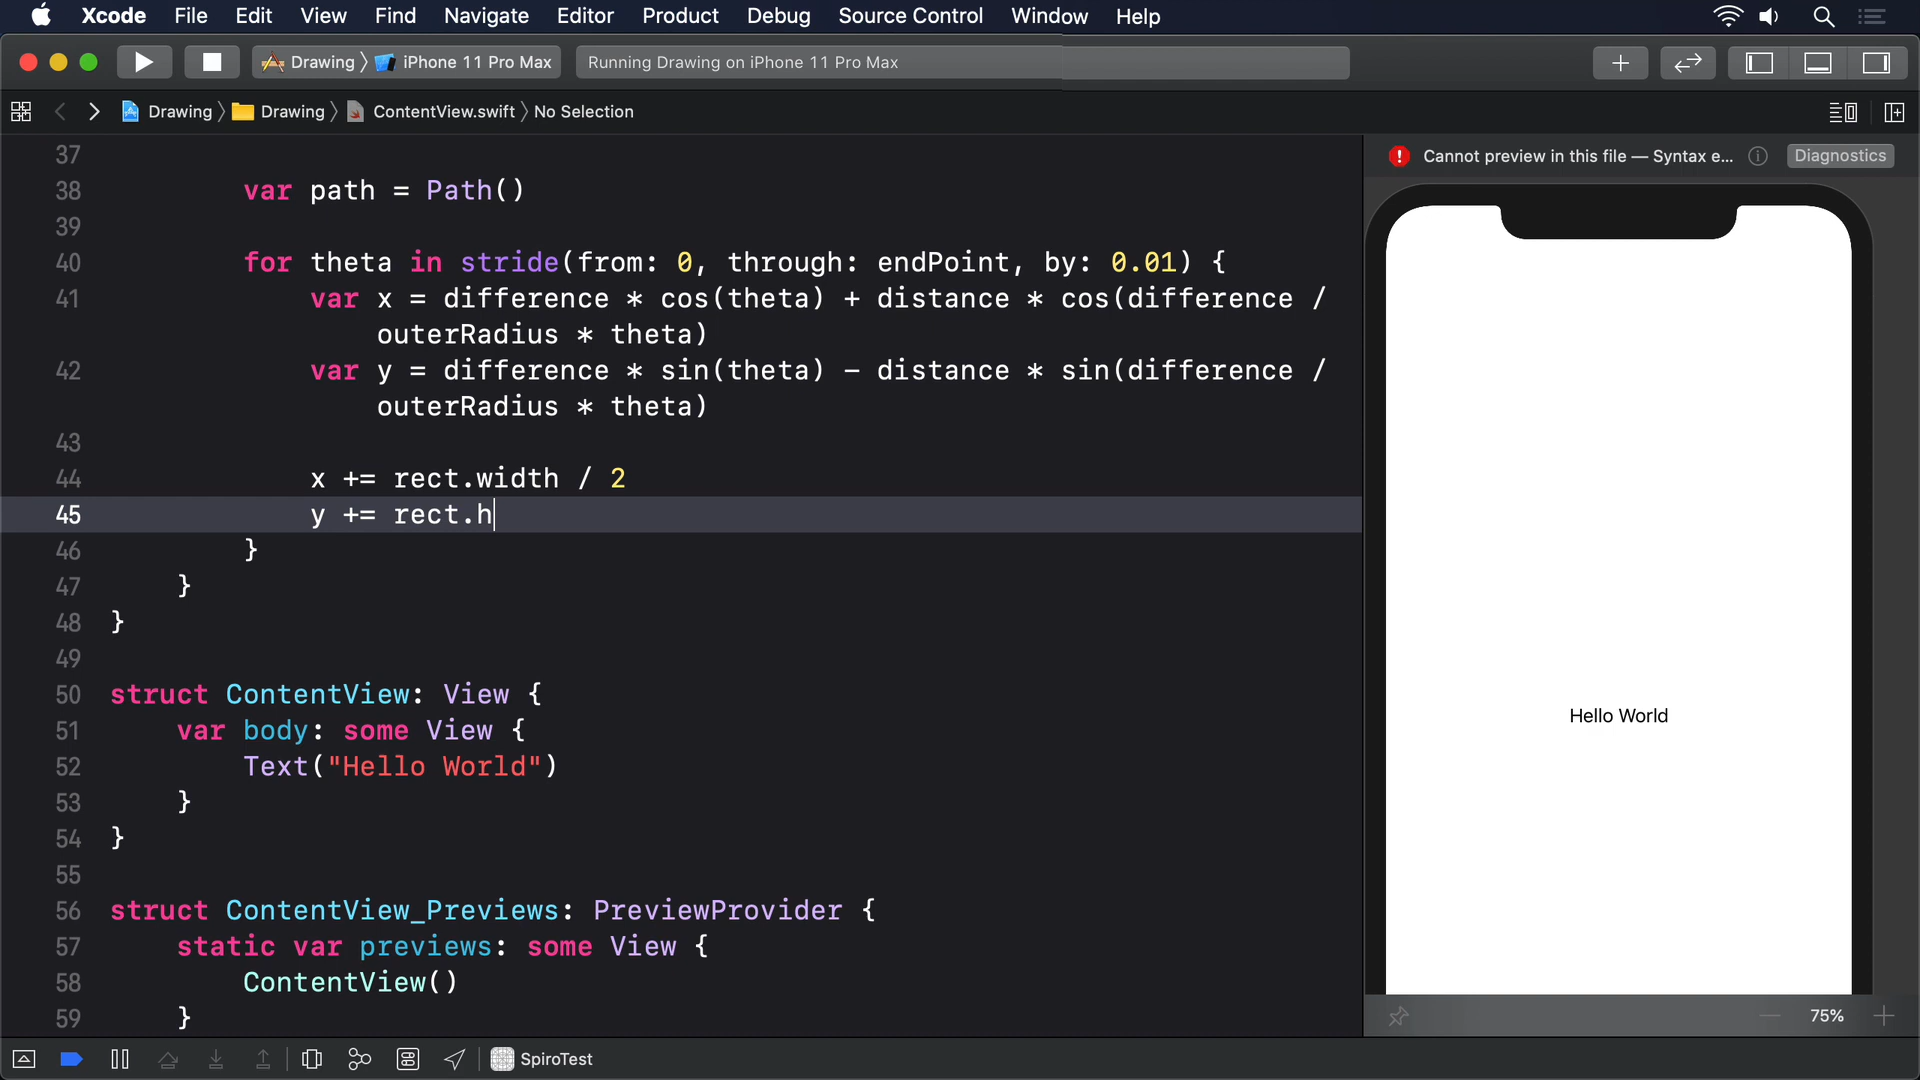 Xcode File Edit View Find Navigate Editor Product Debug Source Control Window Help
Drawing iPhone 11 Pro Max Running Drawing on iPhone 11 Pro Max
Drawing Drawing ContentView.swift No Selection
Cannot preview in this file — Syntax e... Diagnostics
37
38 var path = Path()
39
40 for theta in stride(from: 0, through: endPoint, by: 0.01) {
41 var x = difference * cos(theta) + distance * cos(difference /
outerRadius * theta)
42 var y = difference * sin(theta) - distance * sin(difference /
outerRadius * theta)
43
44 x += rect.width / 2
45 y += rect.h
46 }
47 }
48 }
49
50 struct ContentView: View {
51 var body: some View {
52 Text("Hello World")
53 }
54 }
55
56 struct ContentView_Previews: PreviewProvider {
57 static var previews: some View {
58 ContentView()
59 }
Hello World
75%
SpiroTest